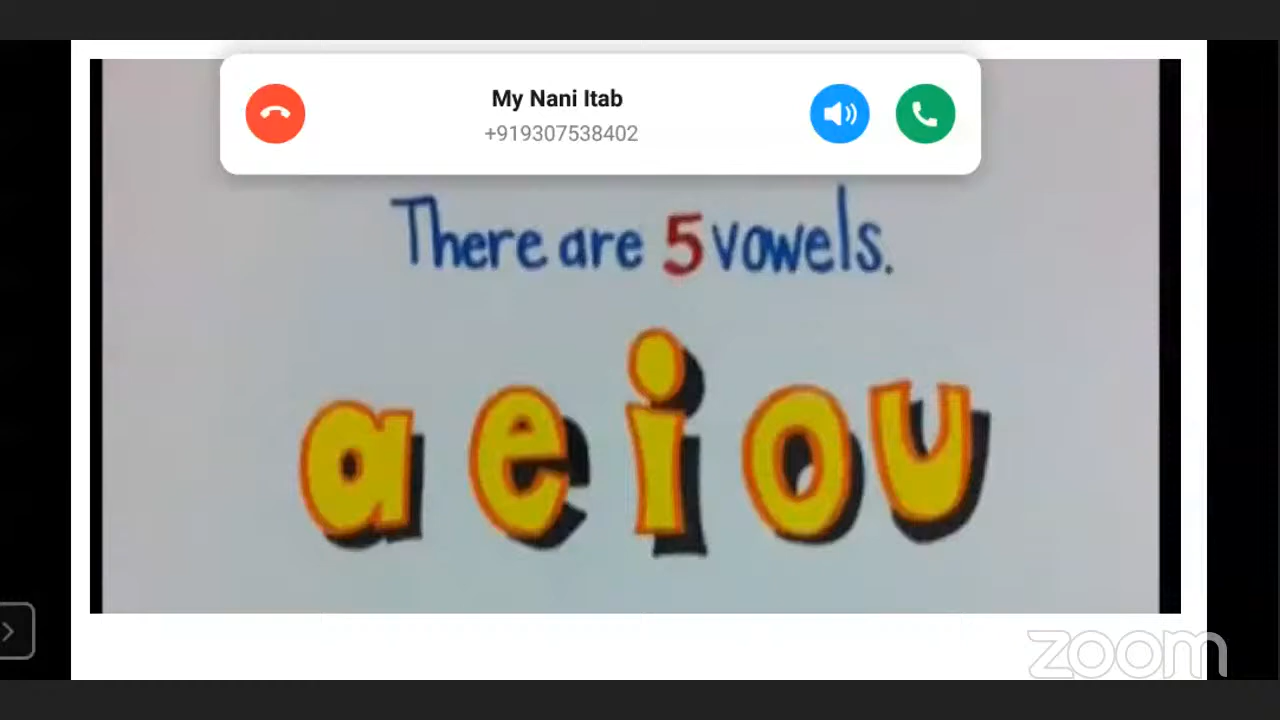 My Nani Itab
+919307538402
There are 5 vowels.
a e i o u
zoom